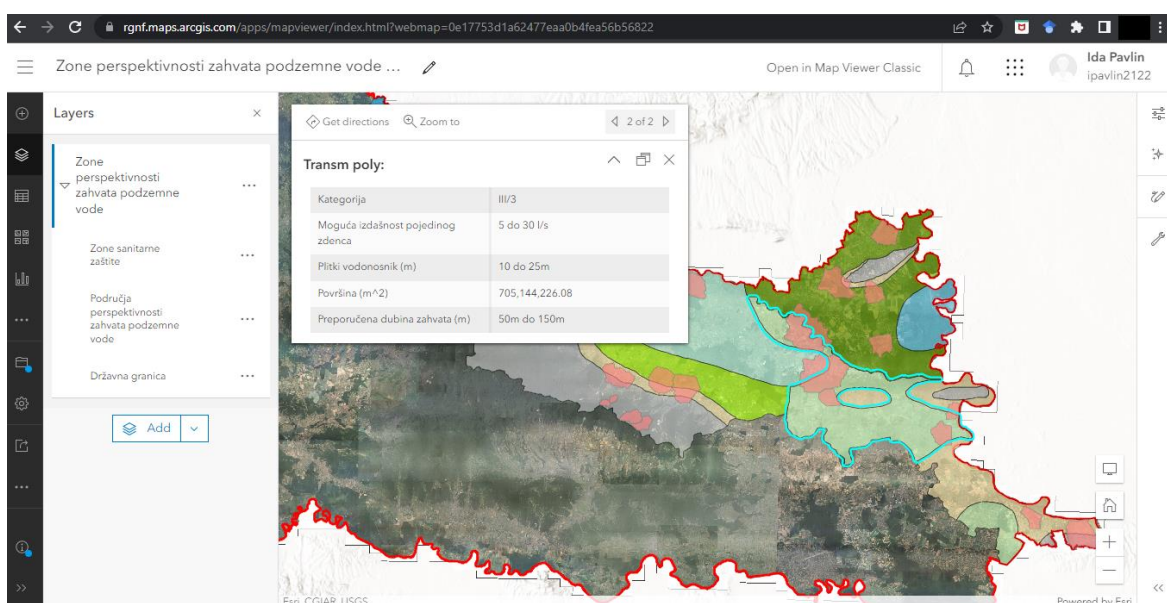 rgnf.maps.arcgis.com/apps/mapviewer/index.html?webmap=0e17753d1a62477eaa0b4fea56b56822
Zone perspektivnosti zahvata podzemne vode ...
Open in Map Viewer Classic
Ida Pavlin
ipavlin2122
Layers
Zone
perspektivnosti
zahvata podzemne
vode
Zone sanitarne
zaštite
Područja
perspektivnosti
zahvata podzemne
vode
Državna granica
Add
Get directions Zoom to 2 of 2
Transm poly:
Kategorija III/3
Moguća izdašnost pojedinog
zdenca 5 do 30 l/s
Plitki vodonosnik (m) 10 do 25m
Površina (m^2) 705,144,226.08
Preporučena dubina zahvata (m) 50m do 150m
Esri, CGIAR, USGS
Powered by Esri